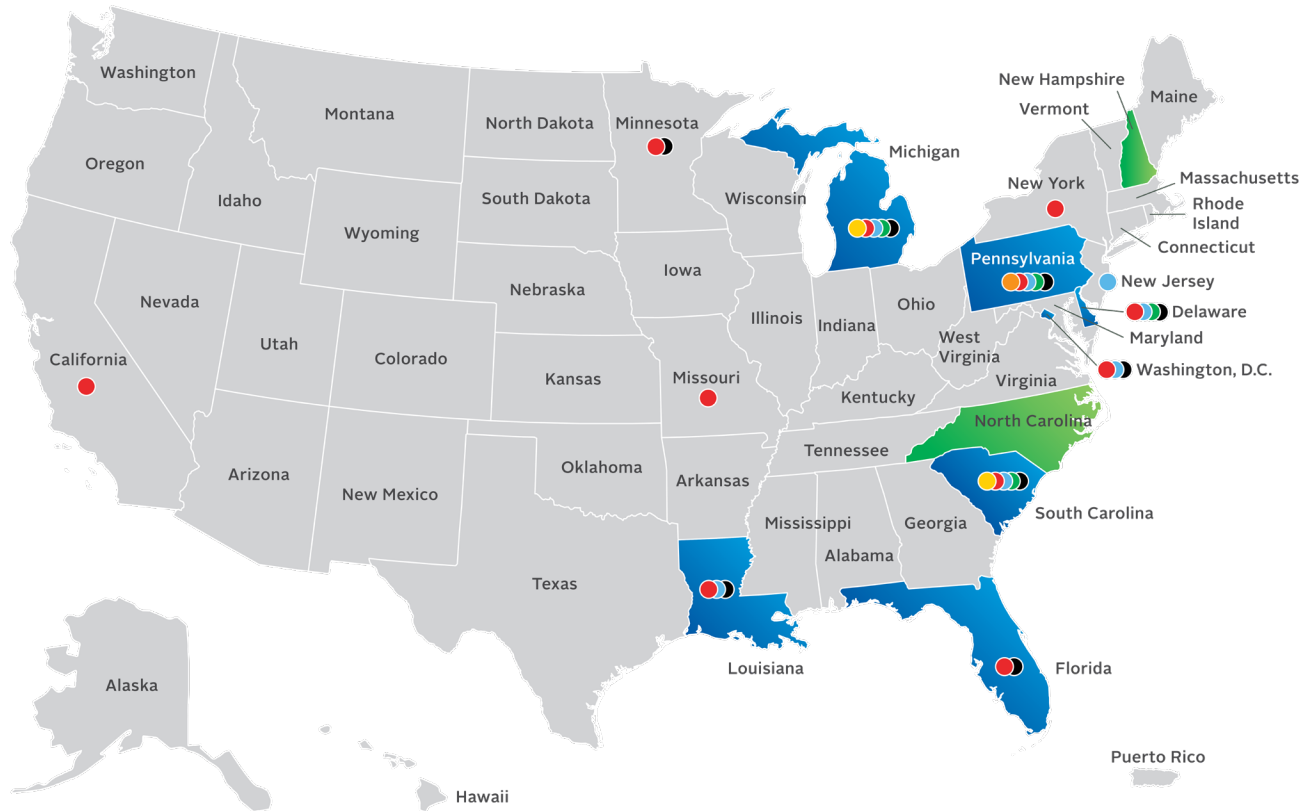 New Hampshire
Washington
Maine
Vermont
Montana
North Dakota
Minnesota
Michigan
Oregon
Massachusetts
New York
Idaho
South Dakota
Wisconsin
Rhode
Island
Wyoming
Connecticut
Pennsylvania
Iowa
New Jersey
Nebraska
Nevada
Ohio
Delaware
Illinois
Indiana
Maryland
Utah
West
Virginia
California
Colorado
Washington, D.C.
Kansas
Missouri
Virginia
Kentucky
North Carolina
Tennessee
Oklahoma
Arizona
Arkansas
New Mexico
South Carolina
Mississippi
Georgia
Alabama
Texas
Louisiana
Florida
Alaska
Puerto Rico
Hawaii